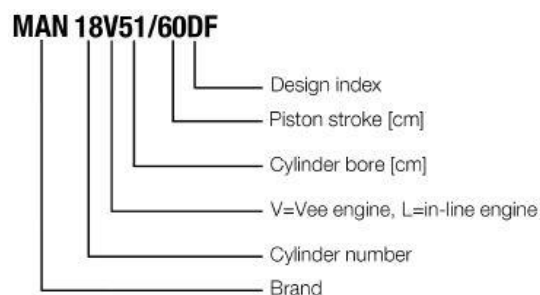 MAN 18V51/60DF
Design index
Piston stroke [cm]
Cylinder bore [cm]
V=Vee engine, L=in-line engine
Cylinder number
Brand